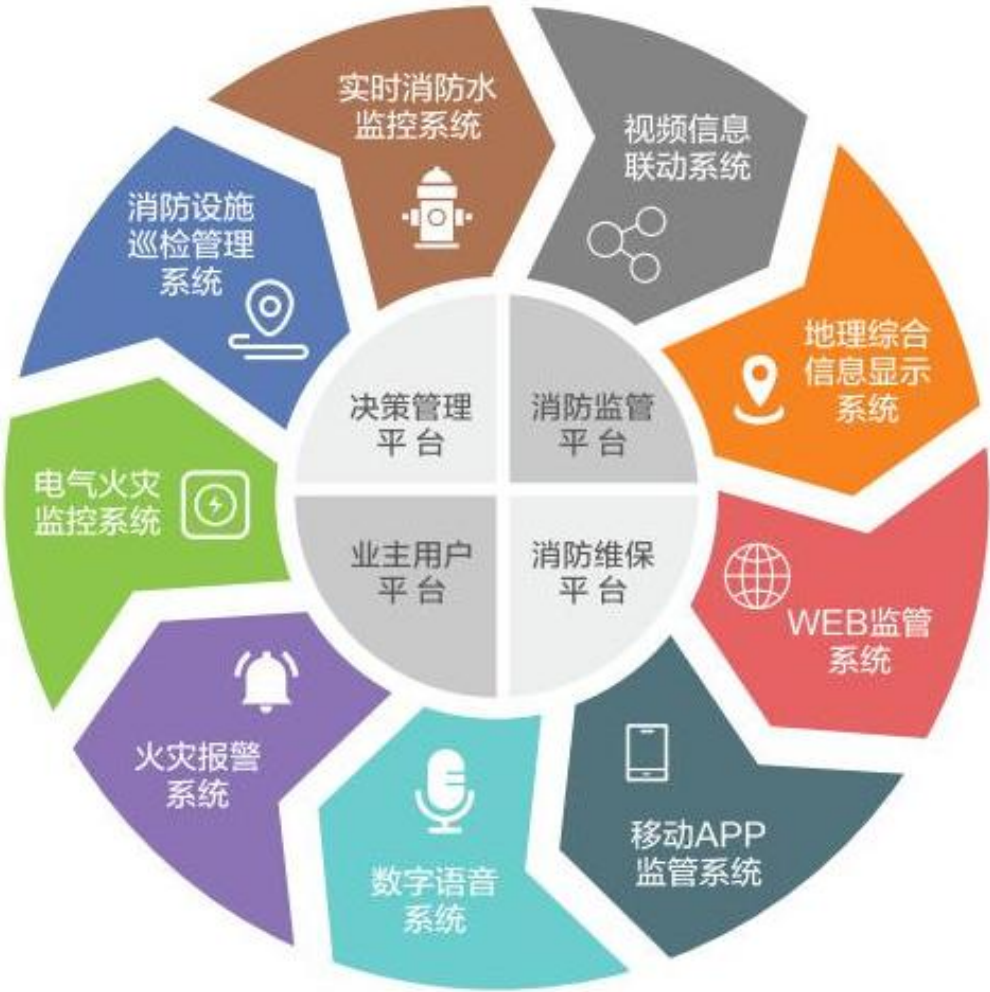 实时消防水
监控系统
视频信息
联动系统
地理综合
信息显示
系统
WEB监管
系统
移动APP
监管系统
数字语音
系统
火灾报警
系统
电气火灾
监控系统
消防设施
巡检管理
系统
决策管理
平台
消防监管
平台
业主用户
平台
消防维保
平台